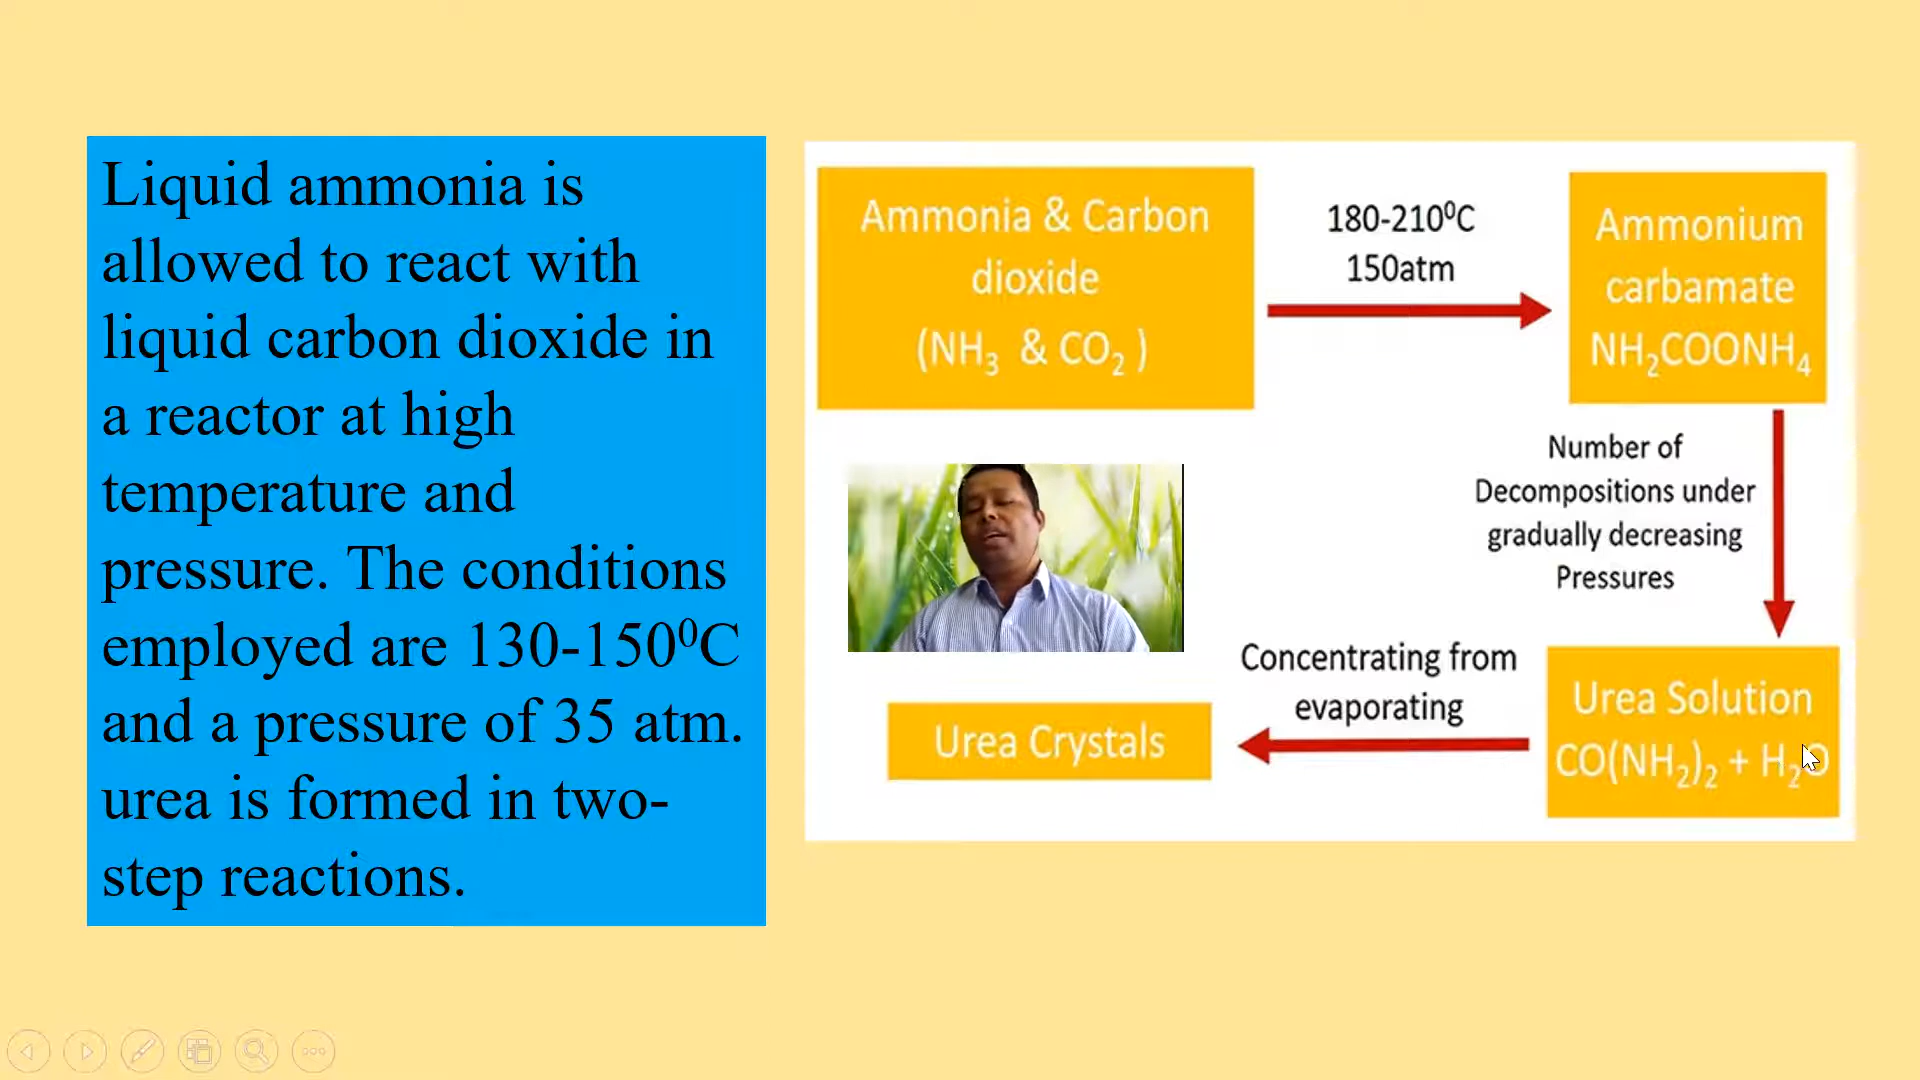 Liquid ammonia is
allowed to react with
liquid carbon dioxide in
a reactor at high
temperature and
pressure. The conditions
employed are 130-150⁰C
and a pressure of 35 atm.
urea is formed in two-
step reactions.
Ammonia & Carbon
dioxide
(NH₃ & CO₂ )
180-210⁰C
150atm
Ammonium
carbamate
NH₂COONH₄
Number of
Decompositions under
gradually decreasing
Pressures
Urea Solution
CO(NH₂)₂ + H₂O
Concentrating from
evaporating
Urea Crystals